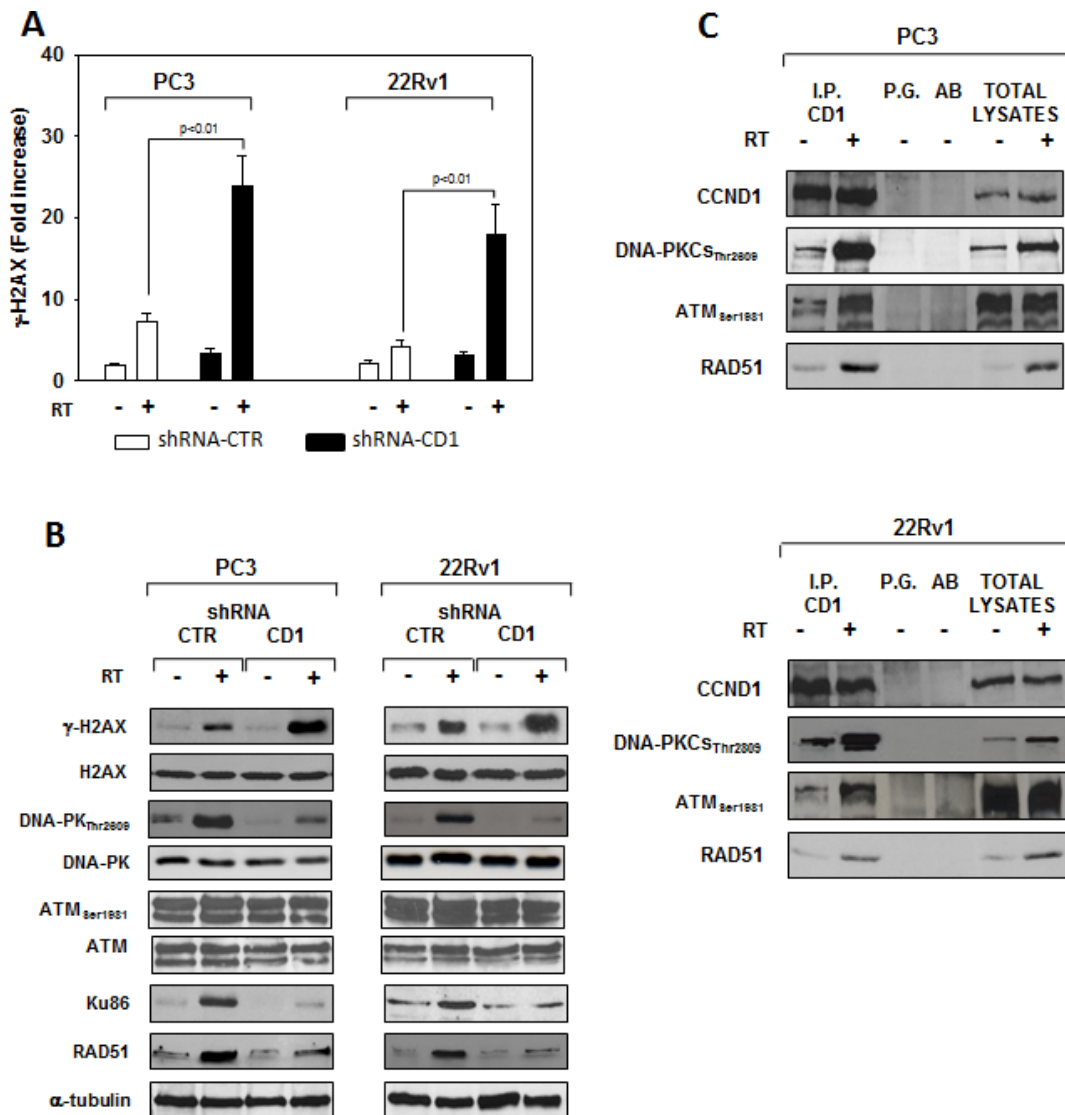 A
40
30
20
10
0
γ-H2AX (Fold increase)
PC3
22Rv1
p<0.01
p<0.01
RT - + - + - + - +
shRNA-CTR shRNA-CD1
B
PC3
22Rv1
shRNA
shRNA
CTR CD1
CTR CD1
RT - + - + - + - +
γ-H2AX
H2AX
DNA-PKThr2609
DNA-PK
ATMSer1981
ATM
Ku86
RAD51
α-tubulin
C
PC3
I.P. P.G. AB TOTAL
CD1 LYSATES
RT - + - - - +
CCND1
DNA-PKCsThr2609
ATMSer1981
RAD51
22Rv1
I.P. P.G. AB TOTAL
CD1 LYSATES
RT - + - - - +
CCND1
DNA-PKCsThr2609
ATMSer1981
RAD51